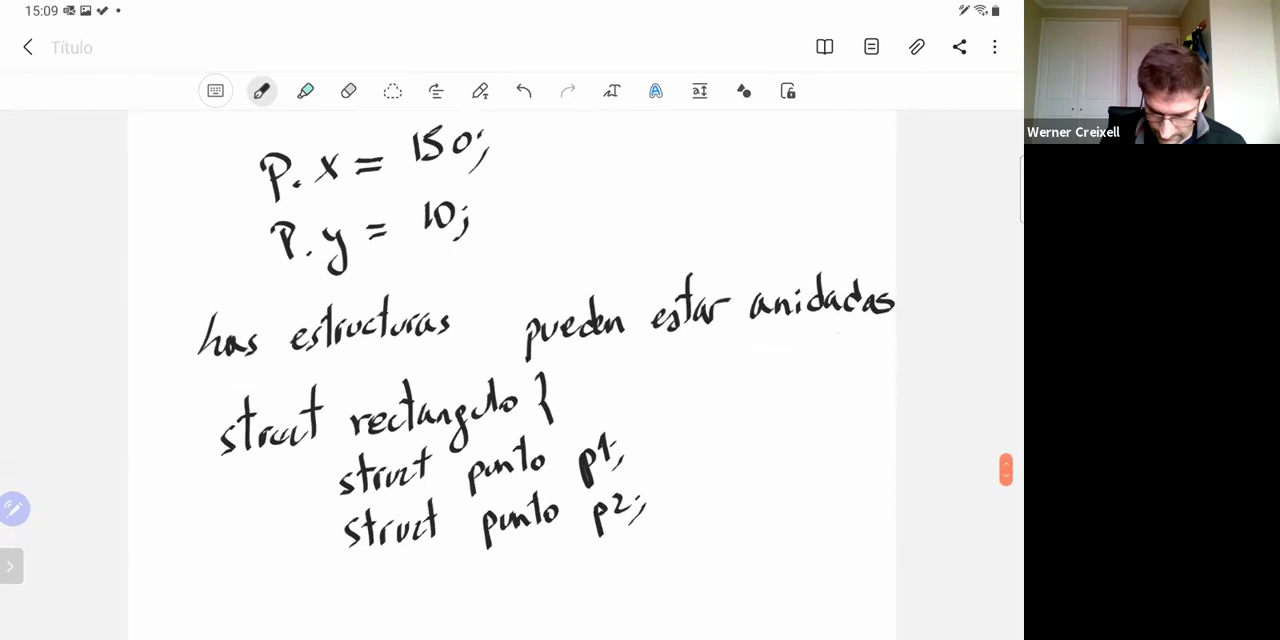 15:09
Título
P.x = 150;
P.y = 10;
Las estructuras pueden estar anidadas
struct rectangulo {
struct punto p1;
struct punto p2;
Werner Creixell